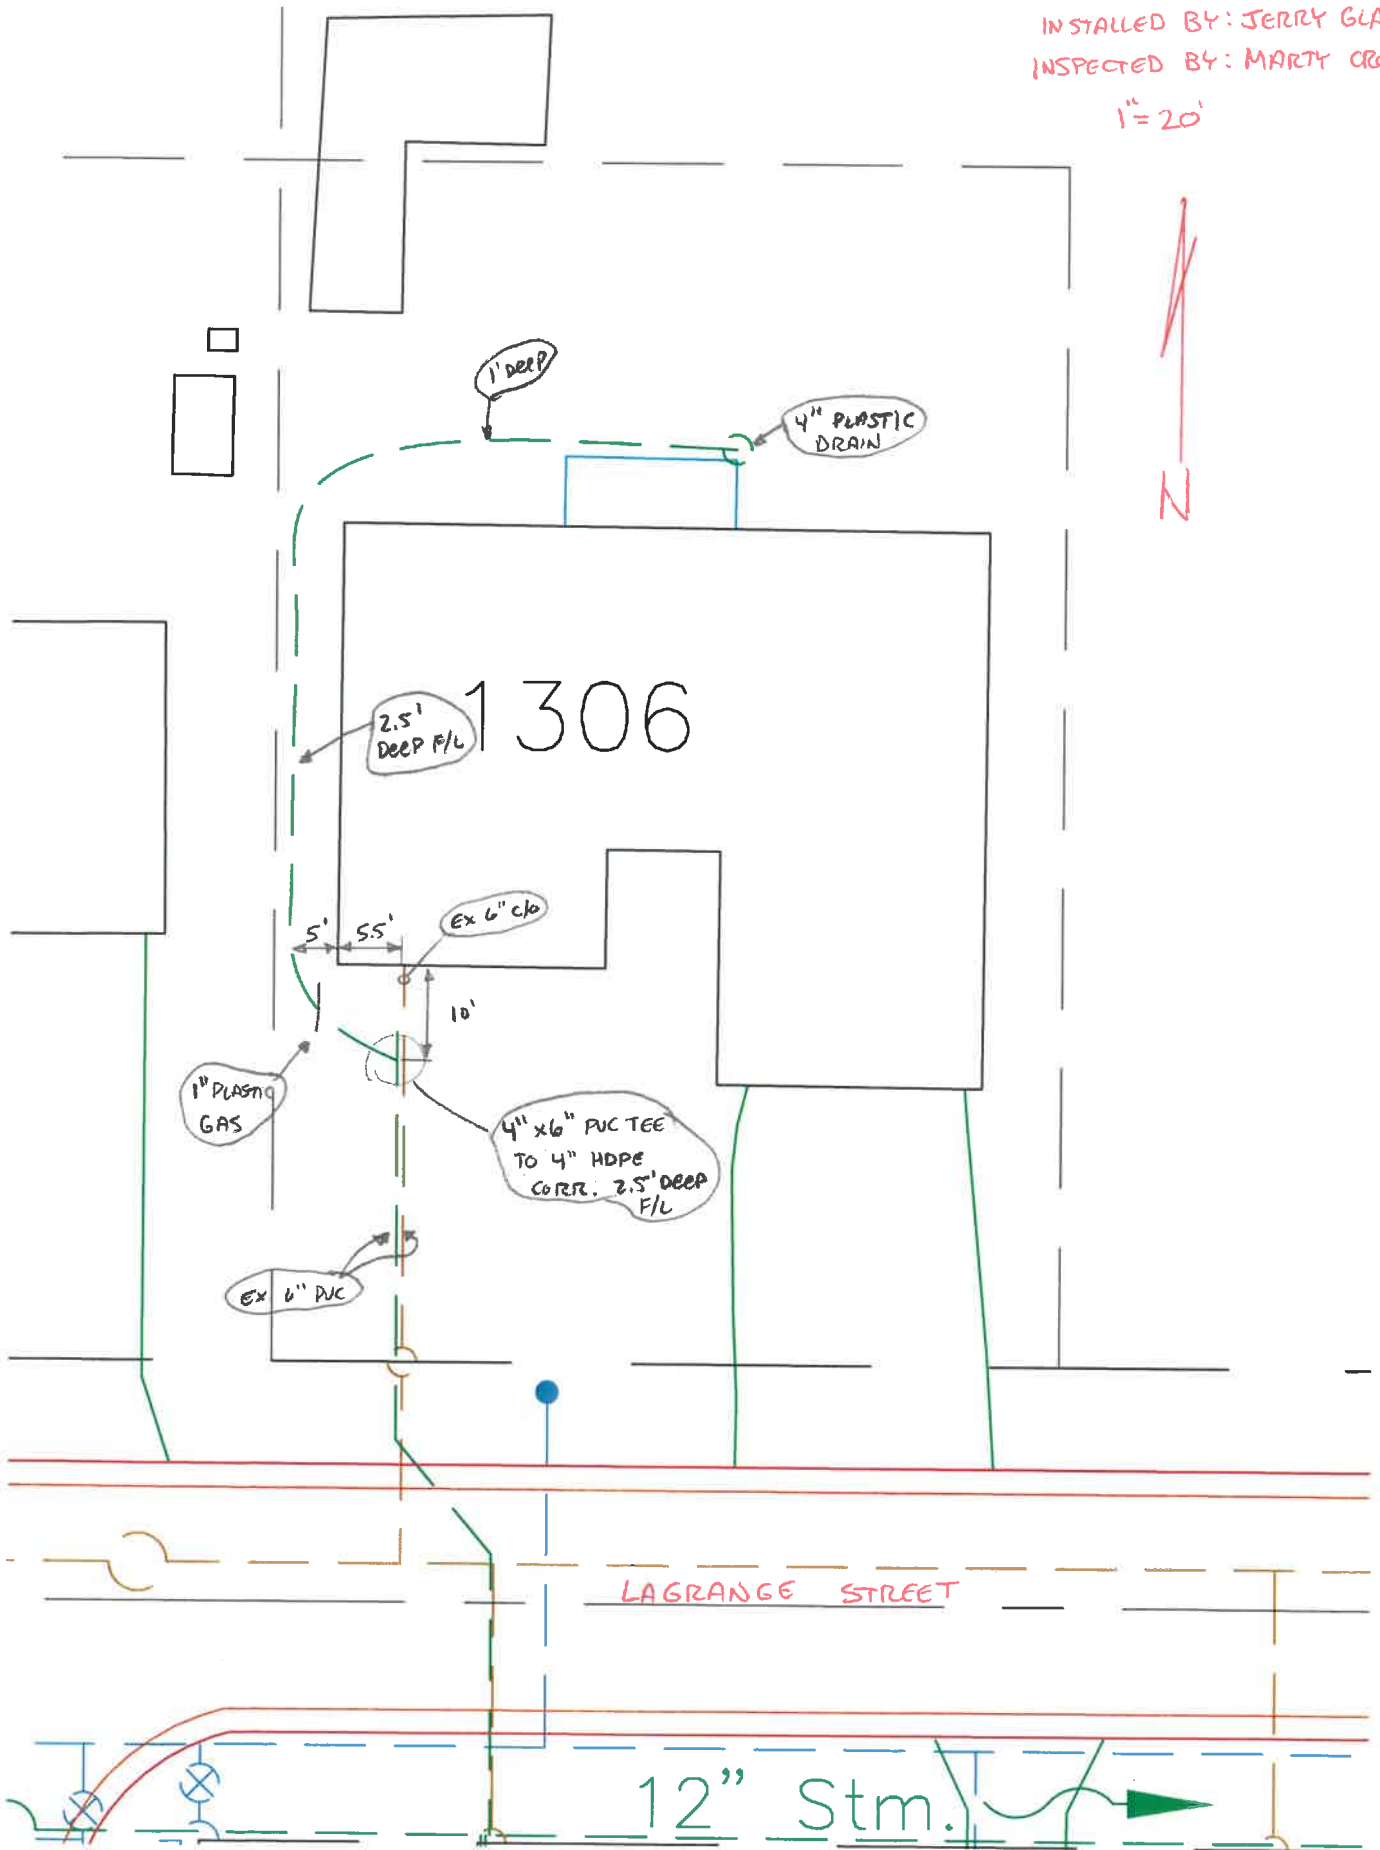 INSTALLED BY: JERRY
INSPECTED BY: MARTY
1"= 20'
1' DEEP
4" PLASTIC
DRAIN
N
1306
2.5'
DEEP F/L
5'
5.5'
EX 6" C/O
10'
1" PLASTIC
GAS
4" x6" PVC TEE
TO 4" HDPE
CORR. 2.5' DEEP
F/L
EX 6" PVC
LAGRANGE STREET
12" Stm.